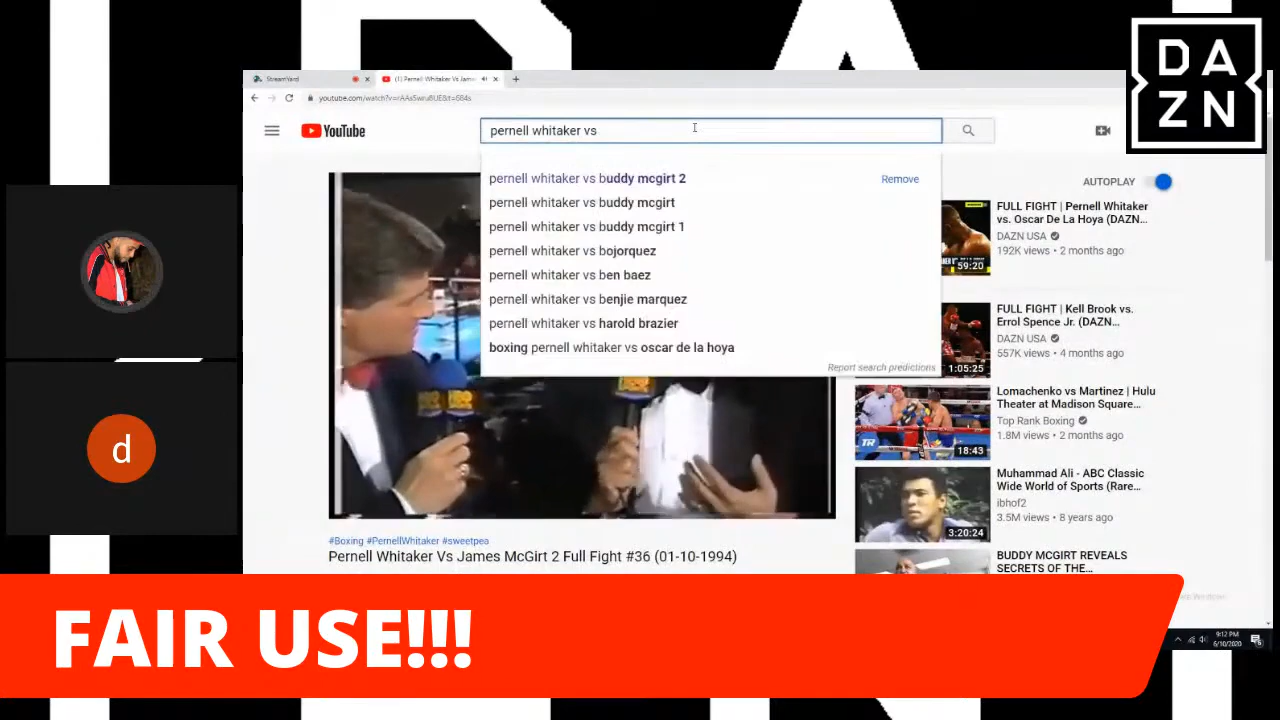 DA
ZN
StreamYard
(1) Pernell Whitaker Vs Jame
youtube.com/watch?v=
YouTube
pernell whitaker vs
pernell whitaker vs buddy mcgirt 2
Remove
pernell whitaker vs buddy mcgirt
pernell whitaker vs buddy mcgirt 1
pernell whitaker vs bojorquez
pernell whitaker vs ben baez
pernell whitaker vs benjie marquez
pernell whitaker vs harold brazier
boxing pernell whitaker vs oscar de la hoya
Report search predictions
#Boxing #PernellWhitaker #sweetpea
Pernell Whitaker Vs James McGirt 2 Full Fight #36 (01-10-1994)
AUTOPLAY
FULL FIGHT | Pernell Whitaker
vs. Oscar De La Hoya (DAZN...
DAZN USA
192K views • 2 months ago
59:20
FULL FIGHT | Kell Brook vs.
Errol Spence Jr. (DAZN...
DAZN USA
557K views • 4 months ago
1:05:25
Lomachenko vs Martinez | Hulu
Theater at Madison Square...
Top Rank Boxing
1.8M views • 2 months ago
18:43
Muhammad Ali - ABC Classic
Wide World of Sports (Rare...
ibhof2
3.5M views • 8 years ago
3:20:24
BUDDY MCGIRT REVEALS
SECRETS OF THE...
d
9:12 PM
6/10/2020
FAIR USE!!!